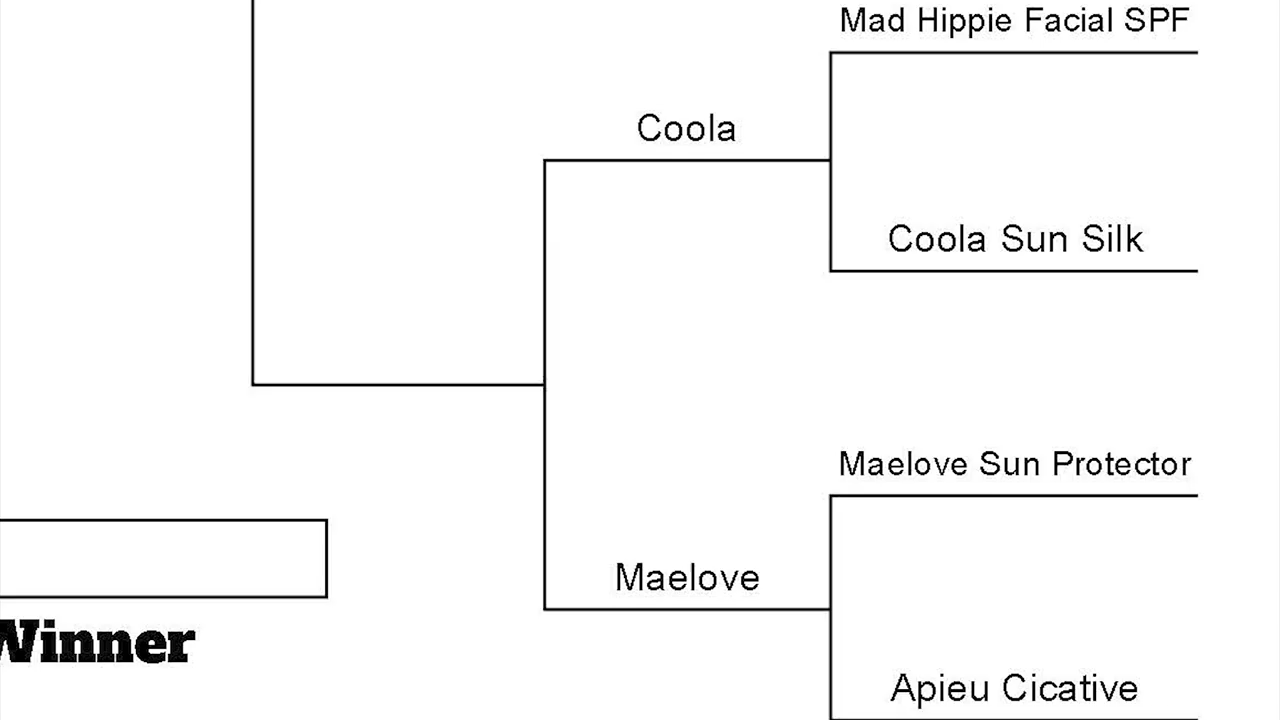 Mad Hippie Facial SPF
Coola
Coola Sun Silk
Maelove Sun Protector
Maelove
Winner
Apieu Cicative